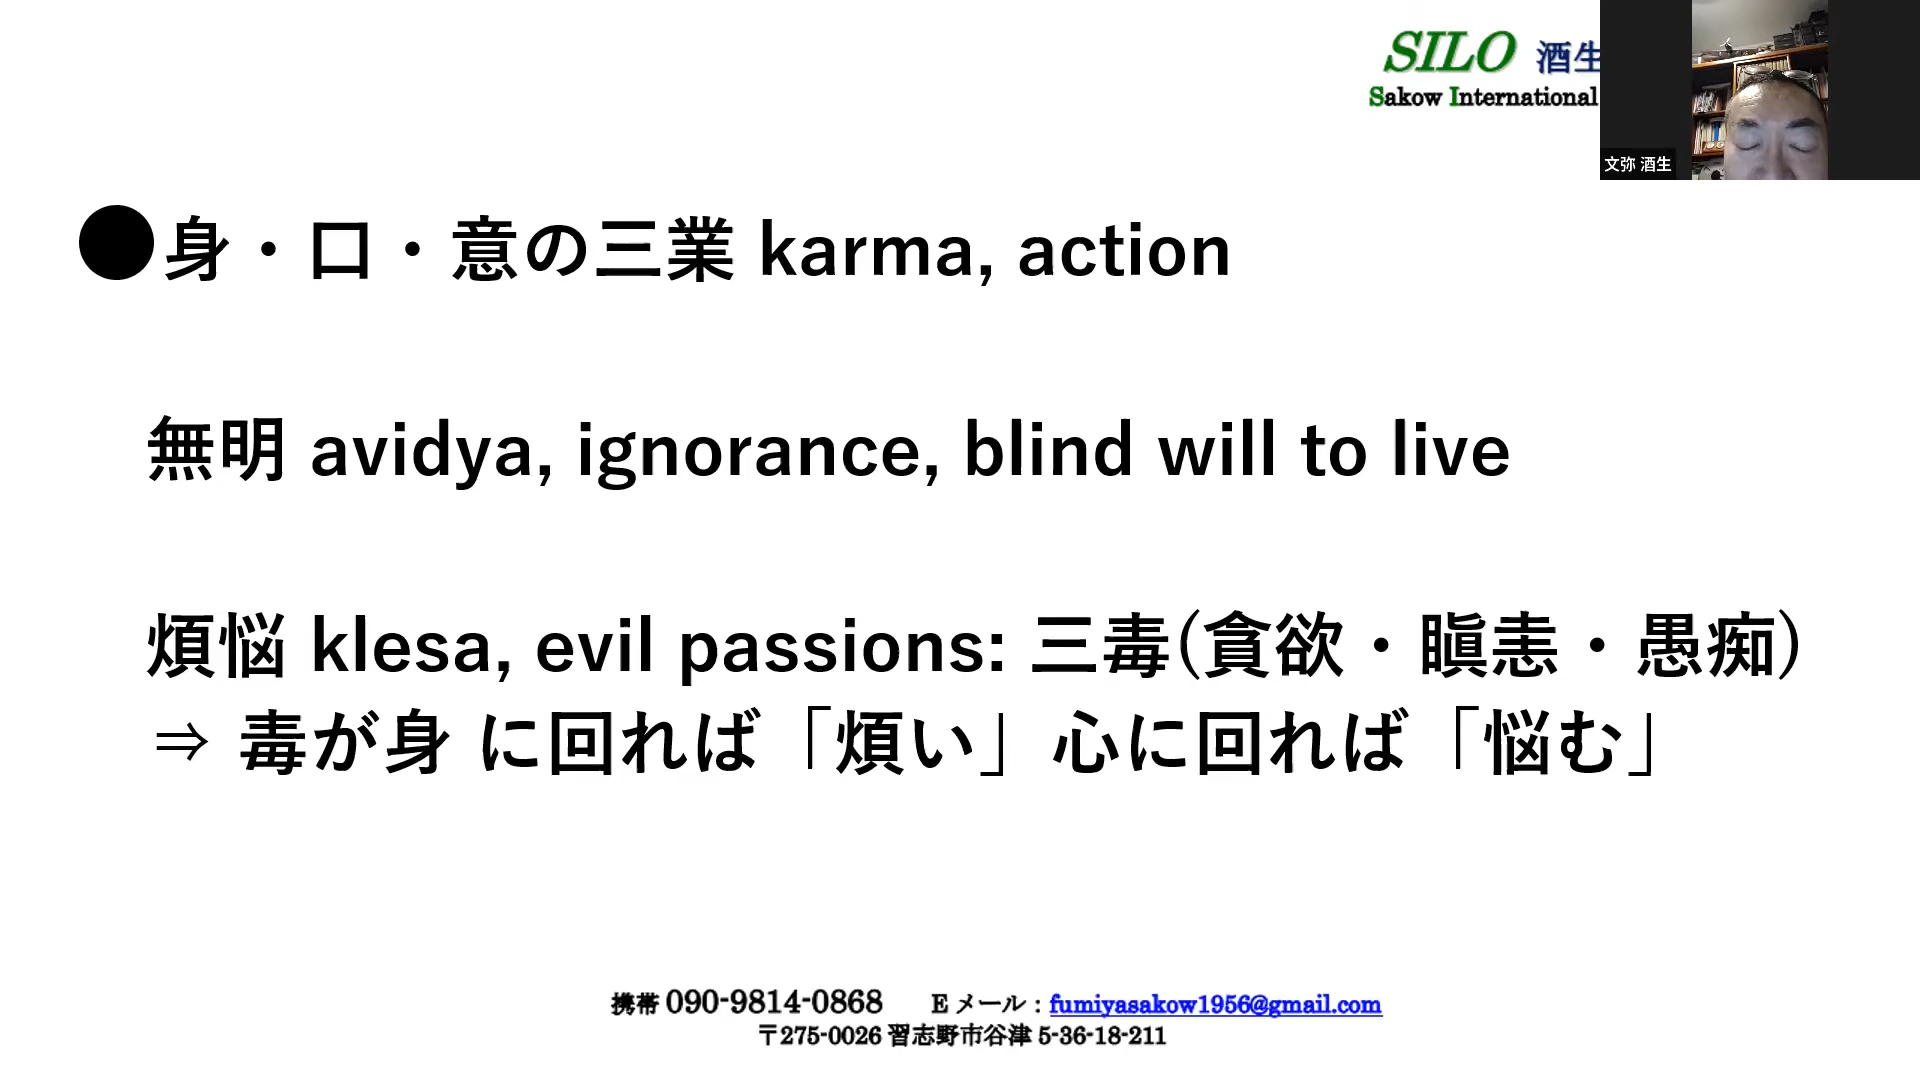 SILO 酒生
Sakow International
文弥 酒生
●身・口・意の三業 karma, action
無明 avidya, ignorance, blind will to live
煩悩 klesa, evil passions: 三毒(貪欲・瞋恚・愚痴)
⇒ 毒が身 に回れば「煩い」心に回れば「悩む」
携帯 090-9814-0868 E メール：fumiyasakow1956@gmail.com
〒275-0026 習志野市谷津 5-36-18-211